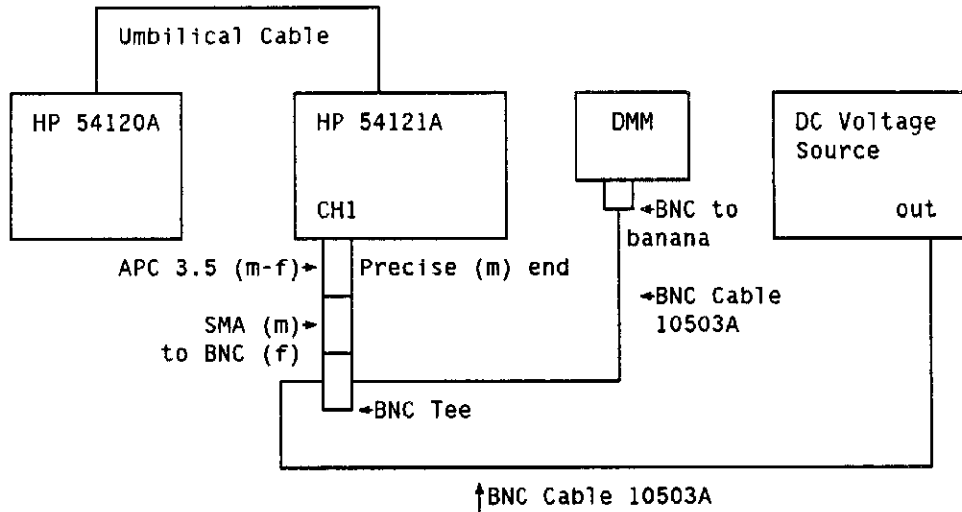 Umbilical Cable
HP 54120A
HP 54121A
CH1
DMM
DC Voltage
Source
out
←BNC to
banana
APC 3.5 (m-f)→
Precise (m) end
←BNC Cable
10503A
SMA (m)→
to BNC (f)
←BNC Tee
↑BNC Cable 10503A